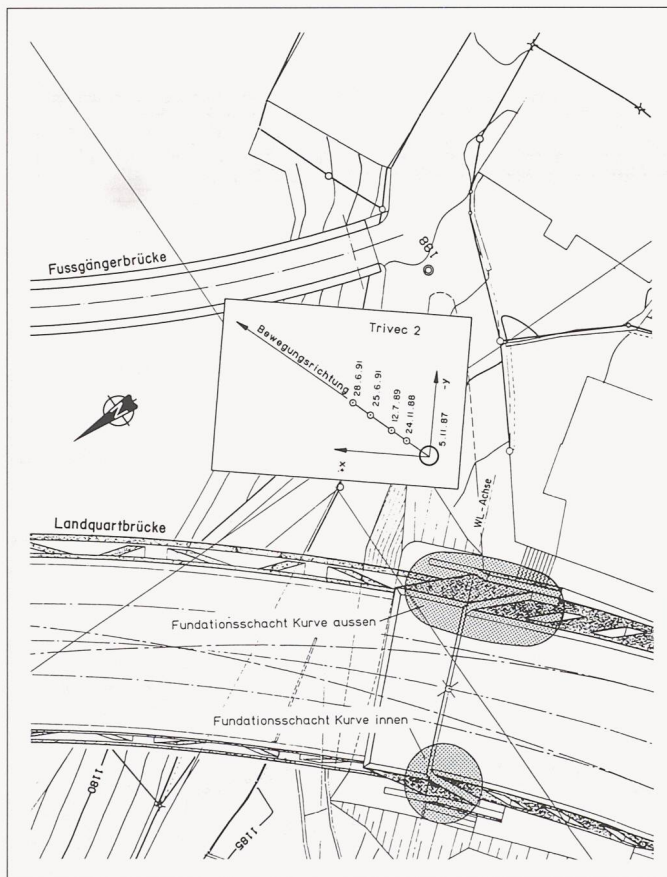 1188
Fussgängerbrücke
Trivec 2
Bewegungsrichtung
28.6.91
25.6.91
12.7.89
24.11.88
5.11.87
-y
+x
N
WL-Achse
Landquartbrücke
Fundationsschacht Kurve aussen
Fundationsschacht Kurve innen
1180
1185